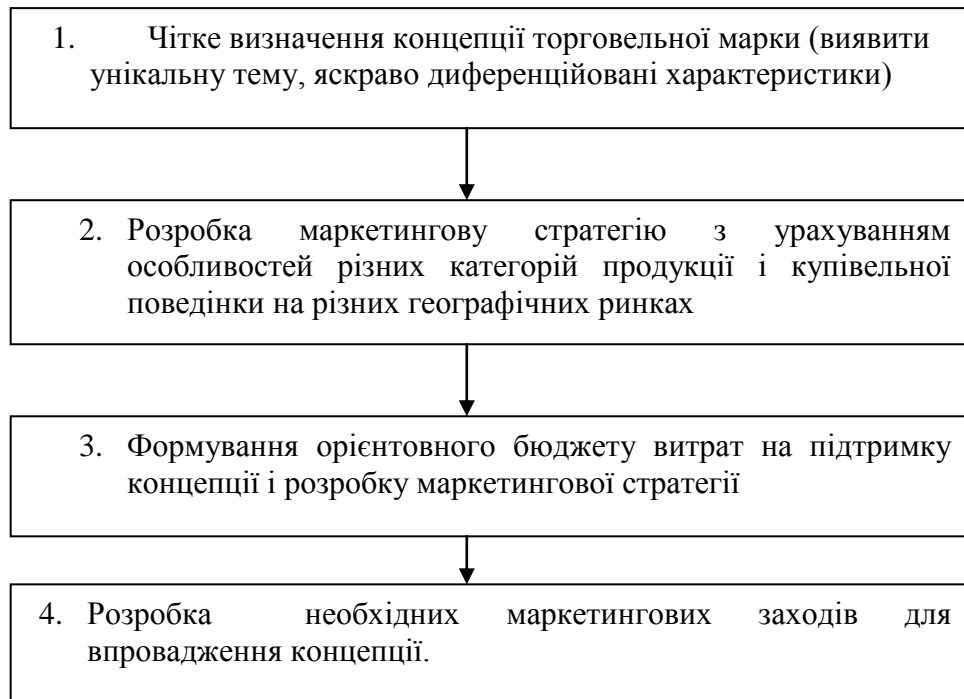 1. Чітке визначення концепції торговельної марки (виявити
унікальну тему, яскраво диференційовані характеристики)
2. Розробка маркетингову стратегію з урахуванням
особливостей різних категорій продукції і купівельної
поведінки на різних географічних ринках
3. Формування орієнтовного бюджету витрат на підтримку
концепції і розробку маркетингової стратегії
4. Розробка необхідних маркетингових заходів для
впровадження концепції.